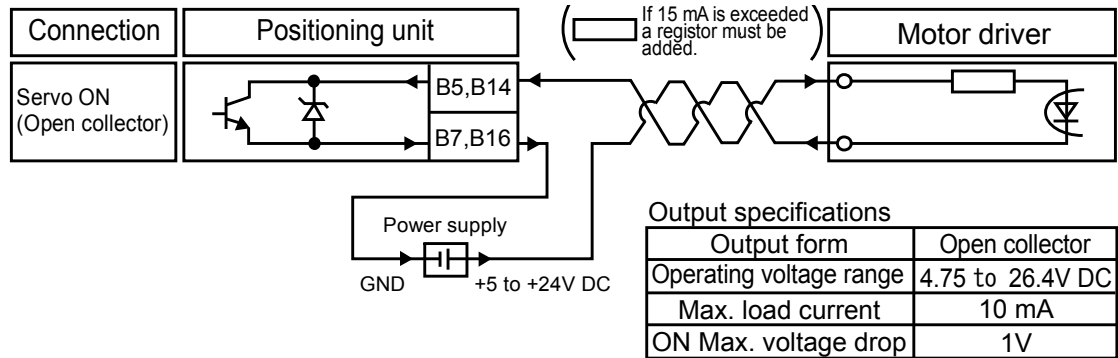 Connection
Positioning unit
If 15 mA is exceeded
a registor must be
added.
Motor driver
Servo ON
(Open collector)
B5,B14
B7,B16
Power supply
GND
+5 to +24V DC
Output specifications
Output form
Open collector
Operating voltage range
4.75 to 26.4V DC
Max. load current
10 mA
ON Max. voltage drop
1V